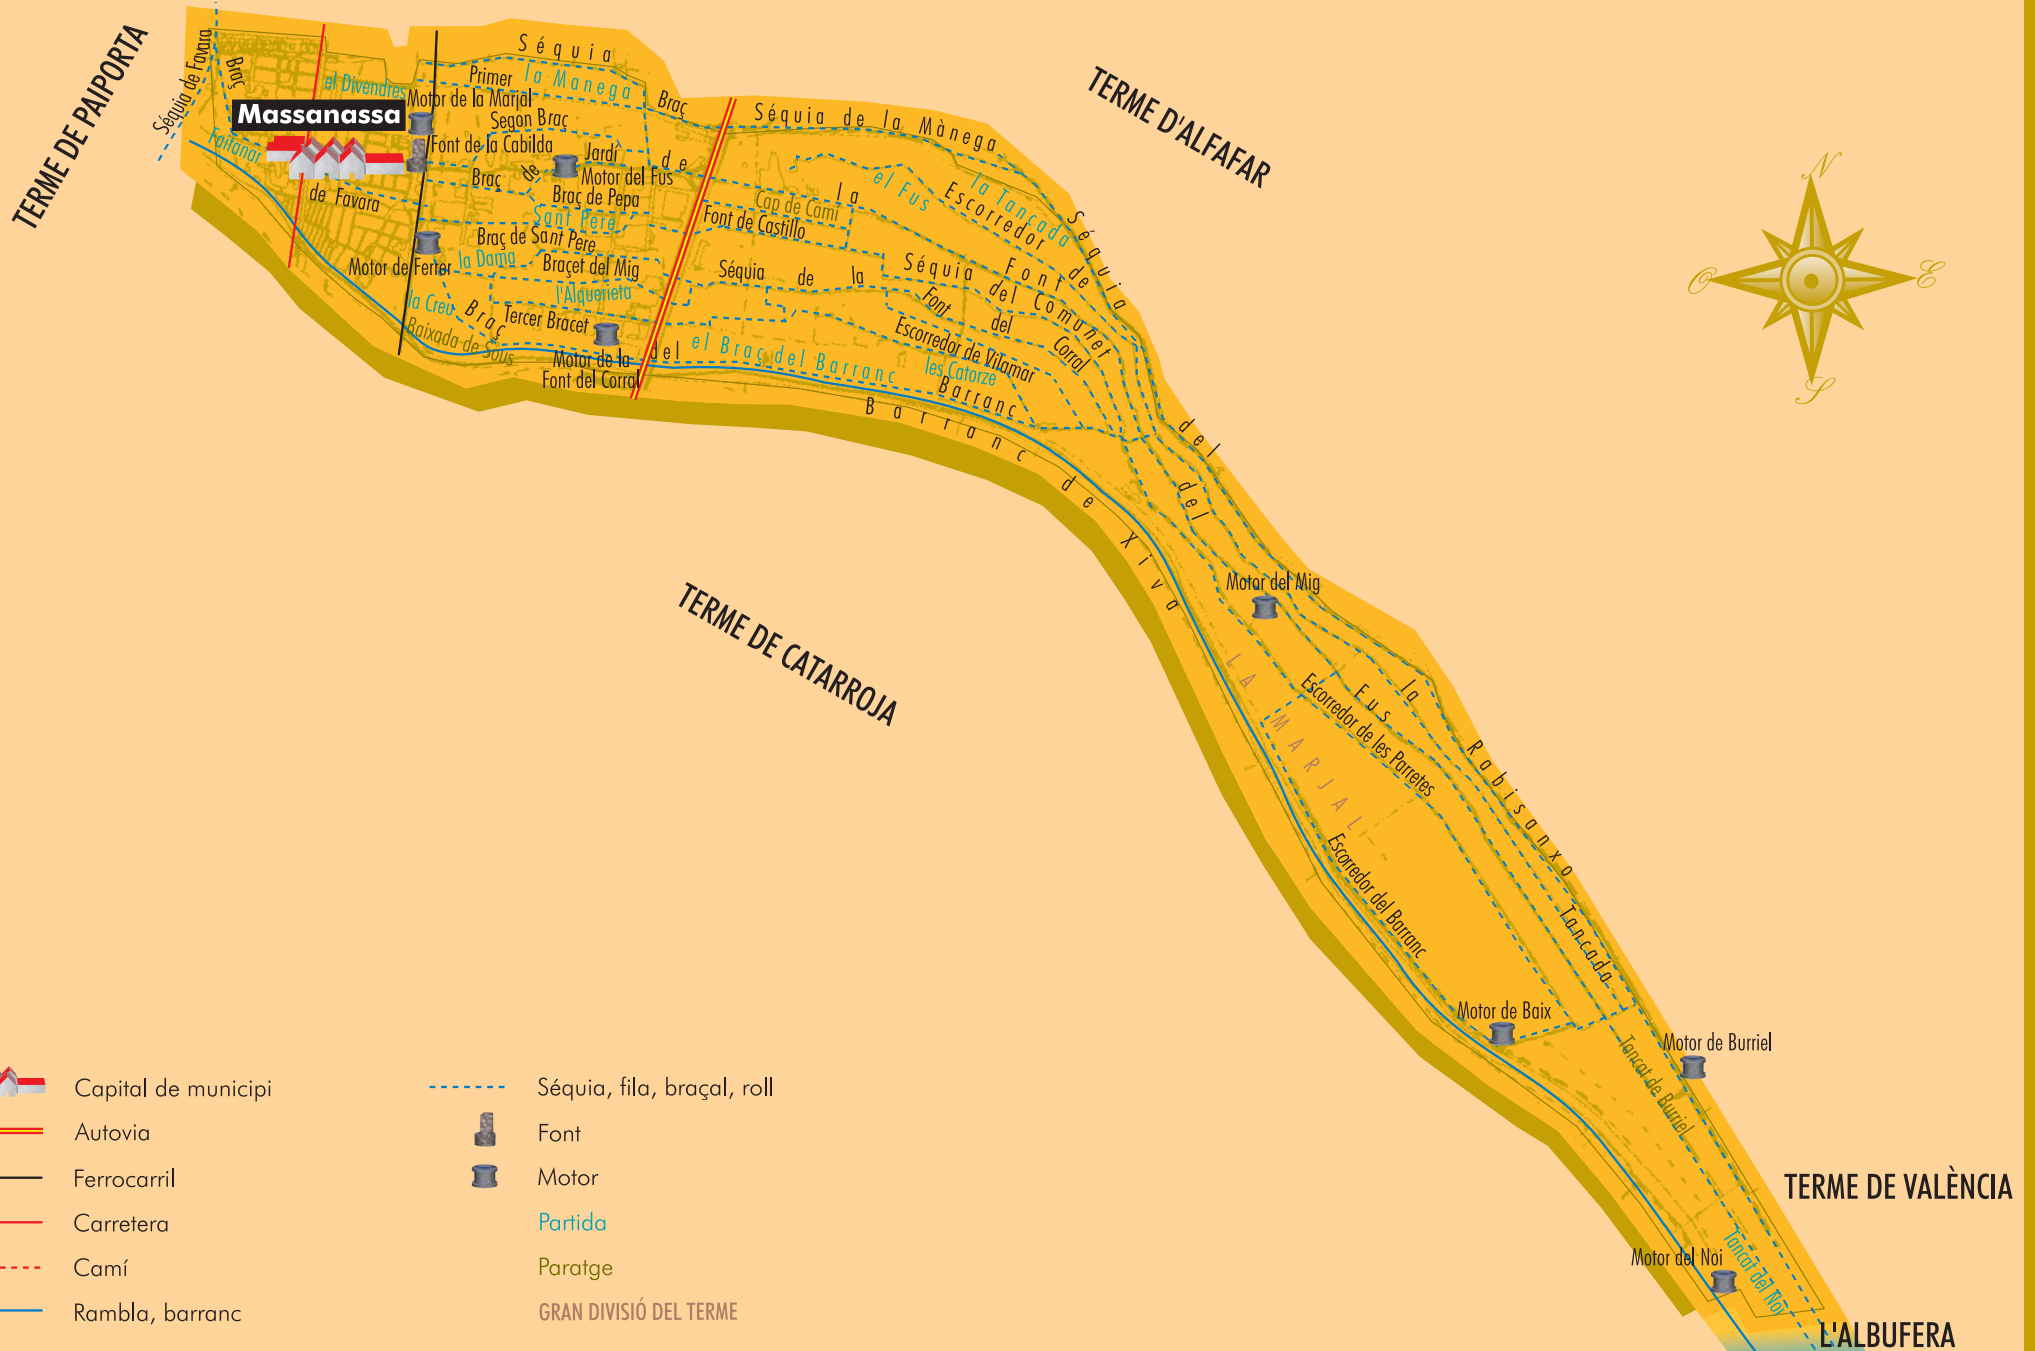 TERME DE PAIPORTA
TERME D'ALFAFAR
TERME DE CATARROJA
TERME DE VALÈNCIA
L'ALBUFERA
N
O
E
S
Séquia de Favara
Braç
Faitanar
el Divendres
Massanassa
de Favara
Séquia
Primer
la Manega
Braç
Motor de la Marjal
Segon Braç
Font de la Cabilda
Jardí
de
Braç
de
Motor del Fus
Braç de Pepa
Sant Pere
Braç de Sant Pere
la Dama
Motor de Ferrer
Braçet del Mig
l'Alquerieta
la Creu
Braç
Tercer Bracet
Baixada de Saus
Motor de la
Font del Corral
del
Séquia de la Mànega
la
el Fus
la Tancada
Escorredor
Cap de Camí
Font de Castillo
Séquia
de
la
Séquia
Font
de
Séquia
del Comunet
Font
del
Corral
Escorredor de Vilamar
les Catorze
el Braç del Barranc
Barranc
Barranc de Xiva
del
del
Motor del Mig
LA MARJAL
Escorredor de les Parretes
Fus
la
Rabisanxo
Tancada
Escorredor del Barranc
Motor de Baix
Motor de Burriel
Tancat de Burriel
Motor del Noi
Tancat del Noi
Capital de municipi
Autovia
Ferrocarril
Carretera
Camí
Rambla, barranc
Séquia, fila, braçal, roll
Font
Motor
Partida
Paratge
GRAN DIVISIÓ DEL TERME